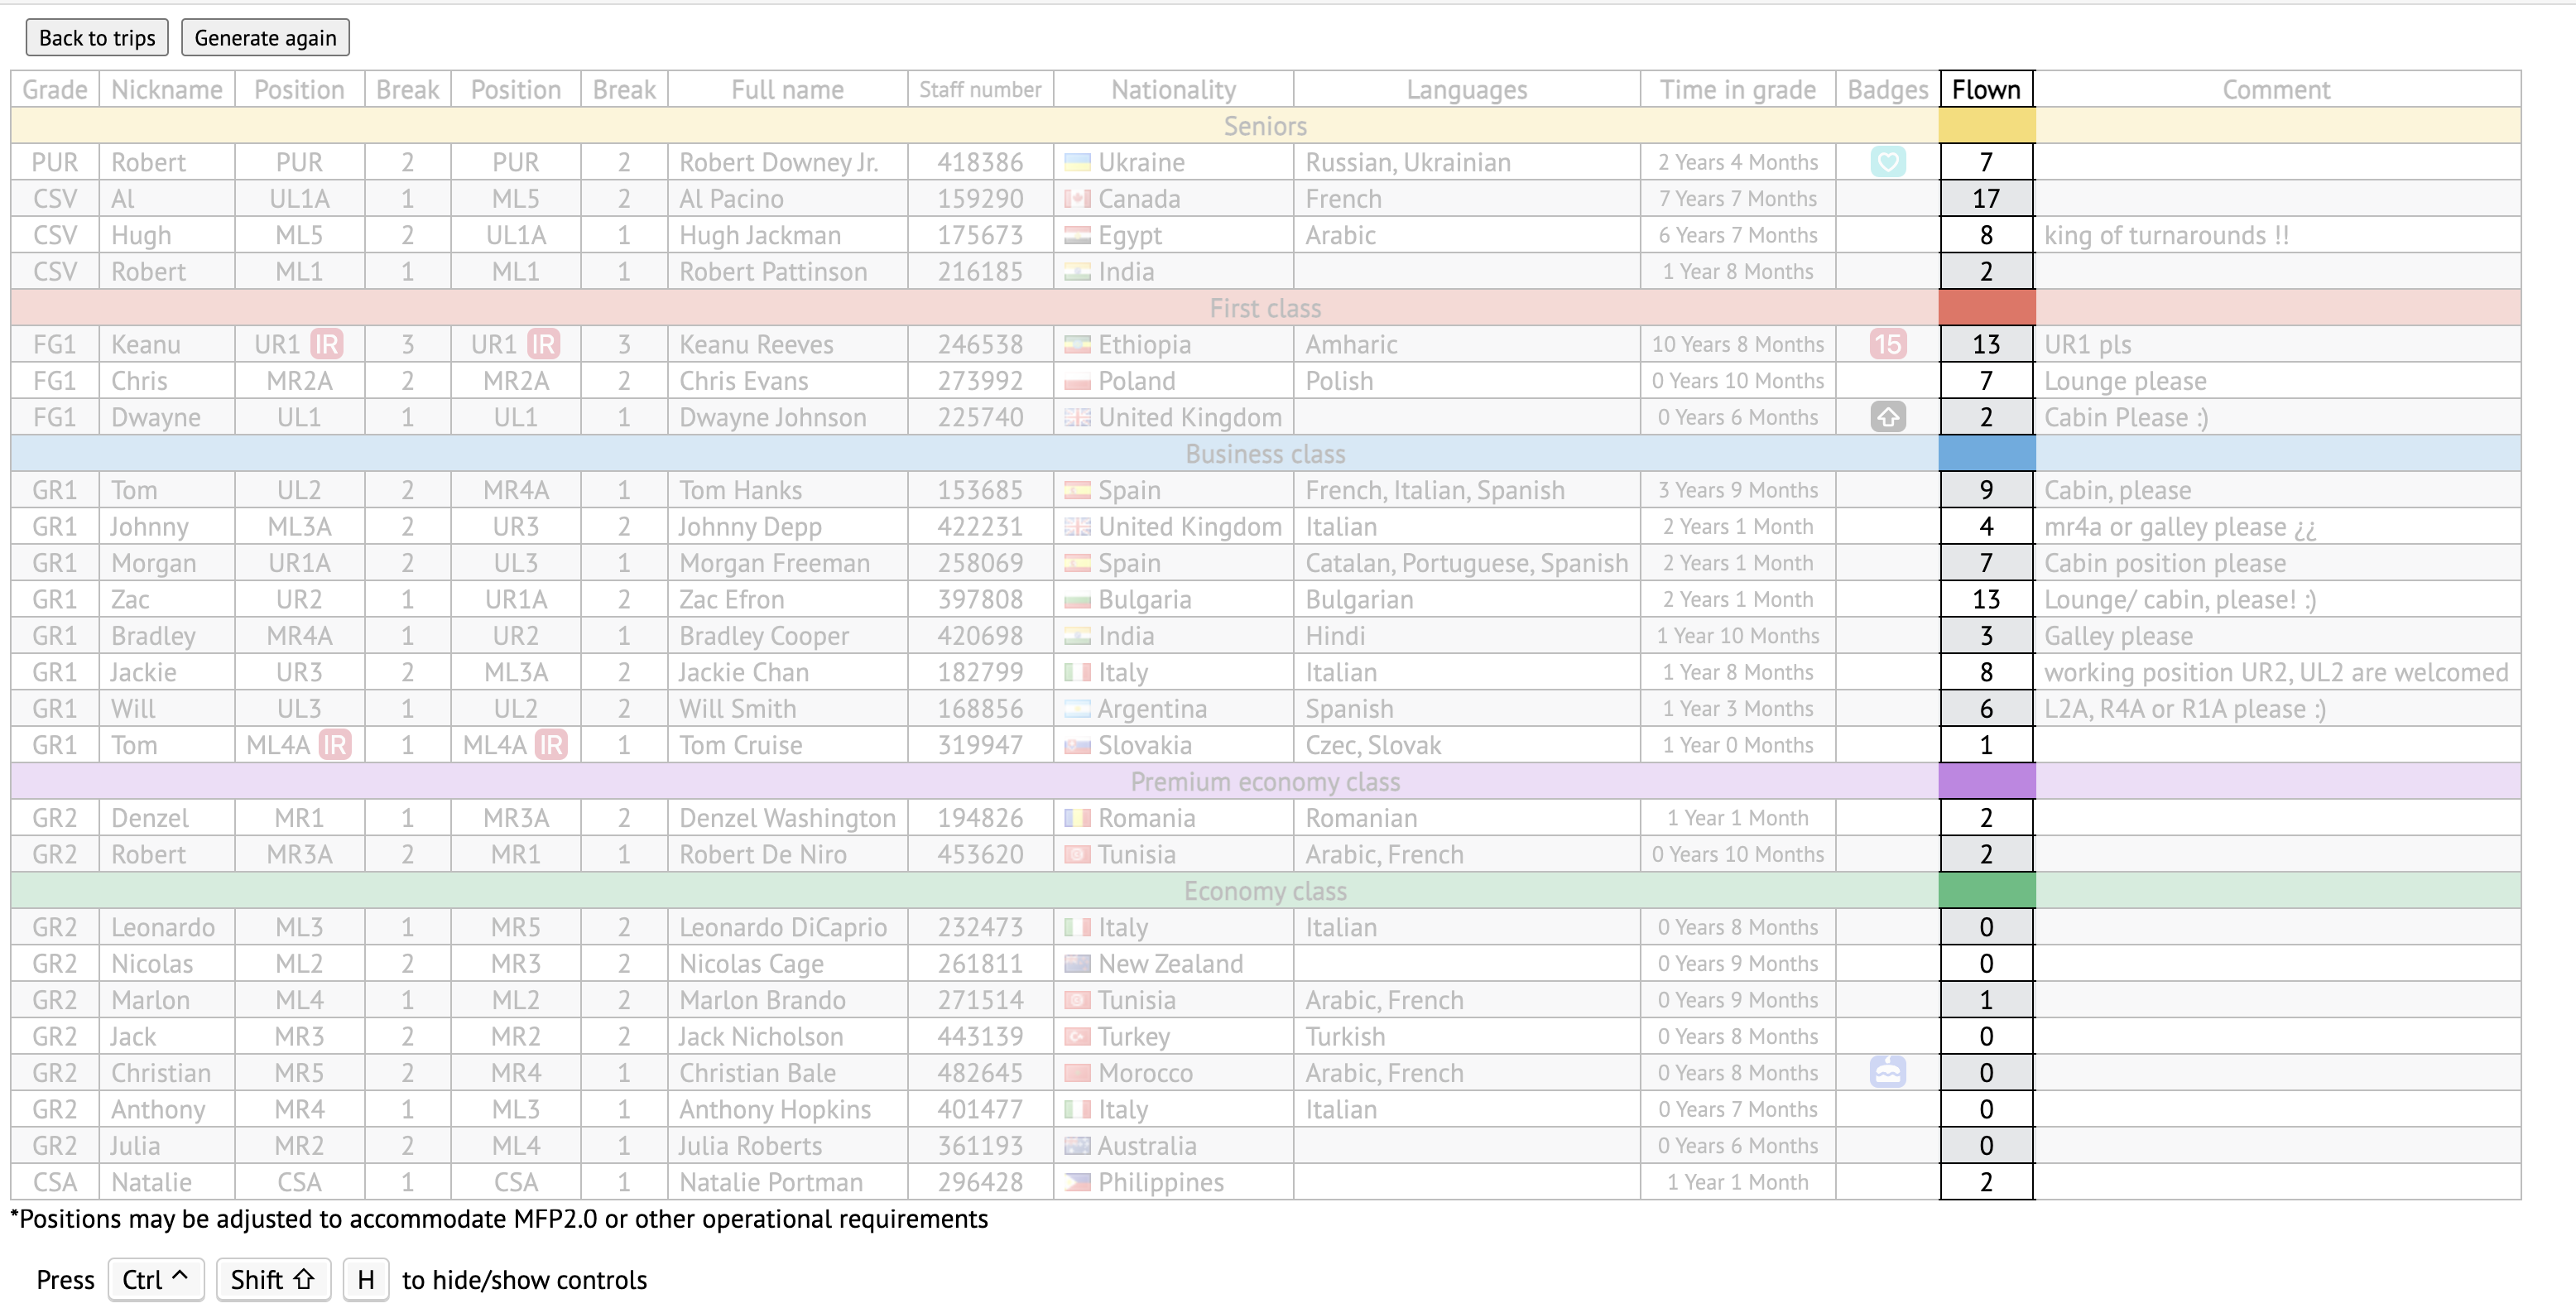 Back to trips Generate again
Grade Nickname Position Break Position Break Full name Staff number Nationality Languages Time in grade Badges Flown Comment
Seniors
PUR Robert PUR 2 PUR 2 Robert Downey Jr. 418386 Ukraine Russian, Ukrainian 2 Years 4 Months 7
CSV Al UL1A 1 ML5 2 Al Pacino 159290 Canada French 7 Years 7 Months 17
CSV Hugh ML5 2 UL1A 1 Hugh Jackman 175673 Egypt Arabic 6 Years 7 Months 8 king of turnarounds !!
CSV Robert ML1 1 ML1 1 Robert Pattinson 216185 India 1 Year 8 Months 2
First class
FG1 Keanu UR1 IR 3 UR1 IR 3 Keanu Reeves 246538 Ethiopia Amharic 10 Years 8 Months 15 13 UR1 pls
FG1 Chris MR2A 2 MR2A 2 Chris Evans 273992 Poland Polish 0 Years 10 Months 7 Lounge please
FG1 Dwayne UL1 1 UL1 1 Dwayne Johnson 225740 United Kingdom 0 Years 6 Months 2 Cabin Please :)
Business class
GR1 Tom UL2 2 MR4A 1 Tom Hanks 153685 Spain French, Italian, Spanish 3 Years 9 Months 9 Cabin, please
GR1 Johnny ML3A 2 UR3 2 Johnny Depp 422231 United Kingdom Italian 2 Years 1 Month 4 mr4a or galley please ¿¿
GR1 Morgan UR1A 2 UL3 1 Morgan Freeman 258069 Spain Catalan, Portuguese, Spanish 2 Years 1 Month 7 Cabin position please
GR1 Zac UR2 1 UR1A 2 Zac Efron 397808 Bulgaria Bulgarian 2 Years 1 Month 13 Lounge/ cabin, please! :)
GR1 Bradley MR4A 1 UR2 1 Bradley Cooper 420698 India Hindi 1 Year 10 Months 3 Galley please
GR1 Jackie UR3 2 ML3A 2 Jackie Chan 182799 Italy Italian 1 Year 8 Months 8 working position UR2, UL2 are welcomed
GR1 Will UL3 1 UL2 2 Will Smith 168856 Argentina Spanish 1 Year 3 Months 6 L2A, R4A or R1A please :)
GR1 Tom ML4A IR 1 ML4A IR 1 Tom Cruise 319947 Slovakia Czec, Slovak 1 Year 0 Months 1
Premium economy class
GR2 Denzel MR1 1 MR3A 2 Denzel Washington 194826 Romania Romanian 1 Year 1 Month 2
GR2 Robert MR3A 2 MR1 1 Robert De Niro 453620 Tunisia Arabic, French 0 Years 10 Months 2
Economy class
GR2 Leonardo ML3 1 MR5 2 Leonardo DiCaprio 232473 Italy Italian 0 Years 8 Months 0
GR2 Nicolas ML2 2 MR3 2 Nicolas Cage 261811 New Zealand 0 Years 9 Months 0
GR2 Marlon ML4 1 ML2 2 Marlon Brando 271514 Tunisia Arabic, French 0 Years 9 Months 1
GR2 Jack MR3 2 MR2 2 Jack Nicholson 443139 Turkey Turkish 0 Years 8 Months 0
GR2 Christian MR5 2 MR4 1 Christian Bale 482645 Morocco Arabic, French 0 Years 8 Months 0
GR2 Anthony MR4 1 ML3 1 Anthony Hopkins 401477 Italy Italian 0 Years 7 Months 0
GR2 Julia MR2 2 ML4 1 Julia Roberts 361193 Australia 0 Years 6 Months 0
CSA Natalie CSA 1 CSA 1 Natalie Portman 296428 Philippines 1 Year 1 Month 2
*Positions may be adjusted to accommodate MFP2.0 or other operational requirements
Press Ctrl ^ Shift ⇧ H to hide/show controls